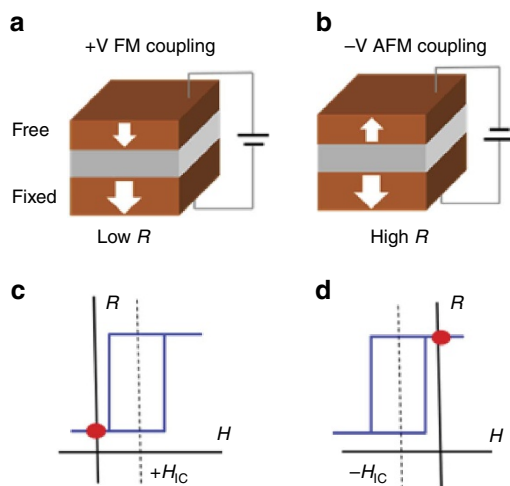 a
+V FM coupling
b
–V AFM coupling
Free
Fixed
Low R
High R
c
R
H
+H_IC
d
R
H
–H_IC